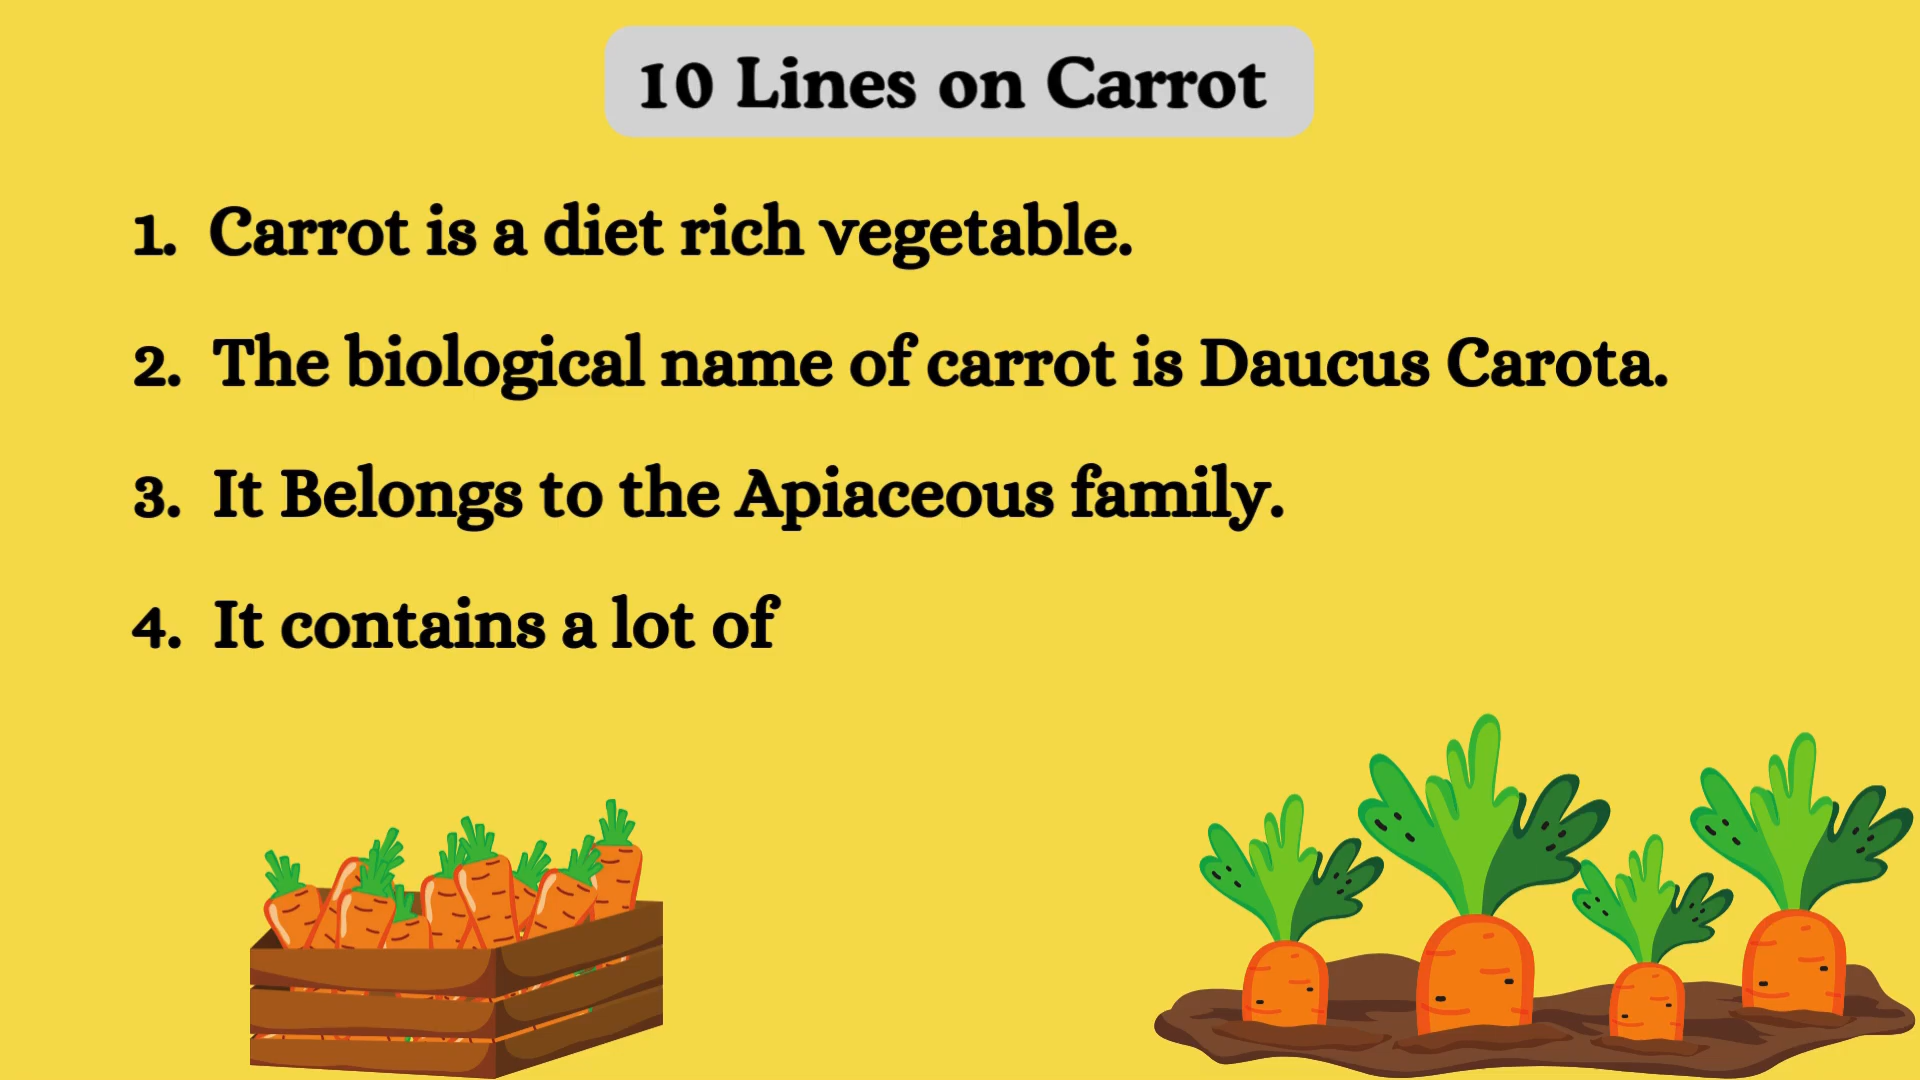 10 Lines on Carrot
1. Carrot is a diet rich vegetable.
2. The biological name of carrot is Daucus Carota.
3. It Belongs to the Apiaceous family.
4. It contains a lot of